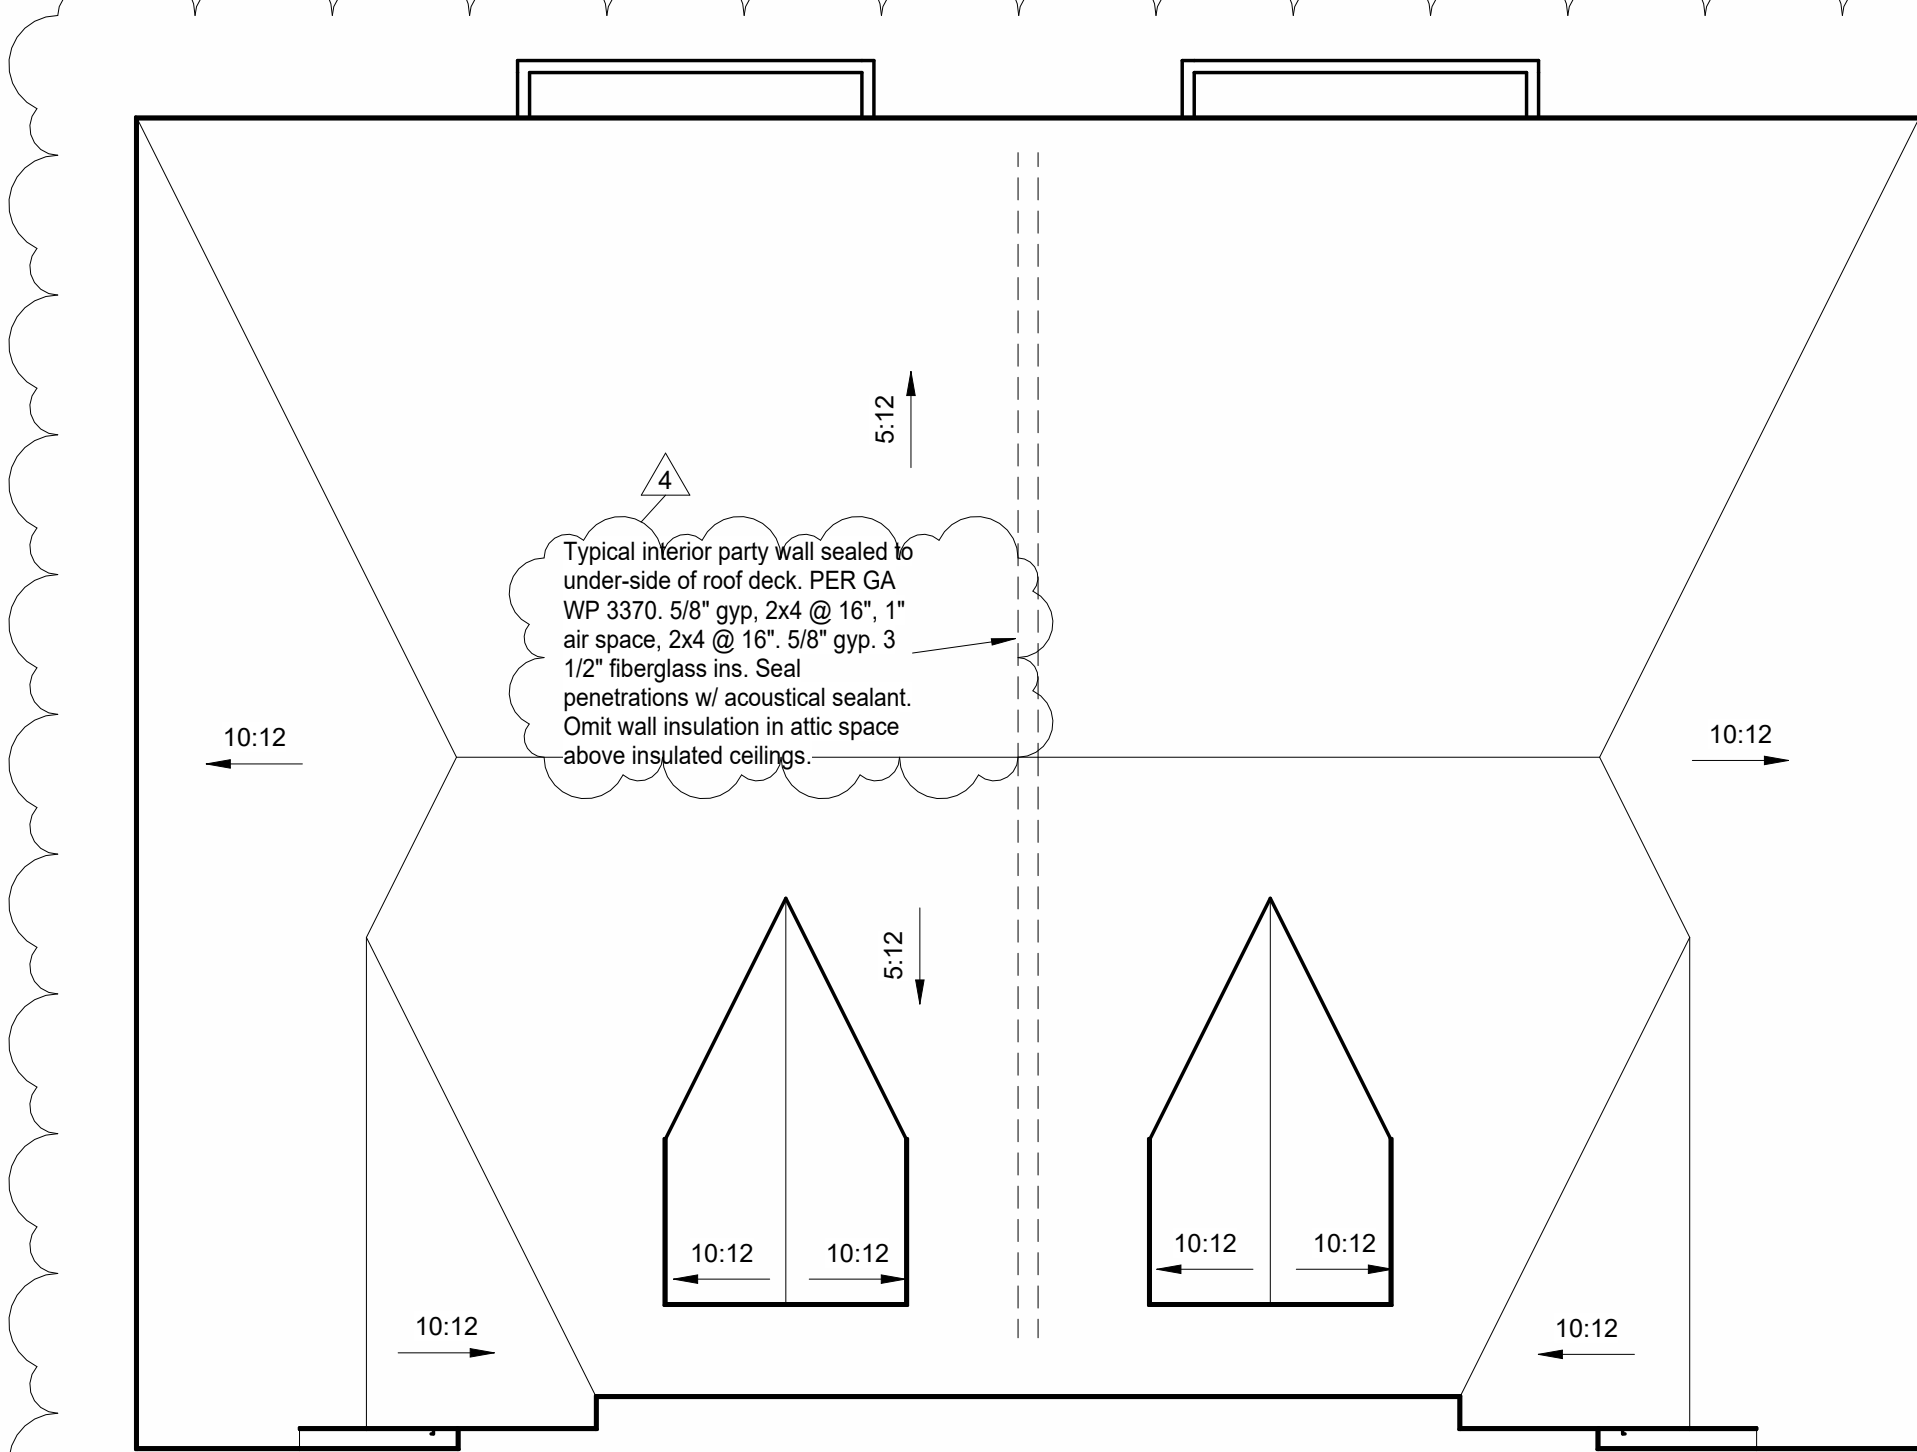 5:12
4
Typical interior party wall sealed to
under-side of roof deck. PER GA
WP 3370. 5/8" gyp, 2x4 @ 16", 1"
air space, 2x4 @ 16". 5/8" gyp. 3
1/2" fiberglass ins. Seal
penetrations w/ acoustical sealant.
Omit wall insulation in attic space
above insulated ceilings.
10:12
10:12
5:12
10:12
10:12
10:12
10:12
10:12
10:12